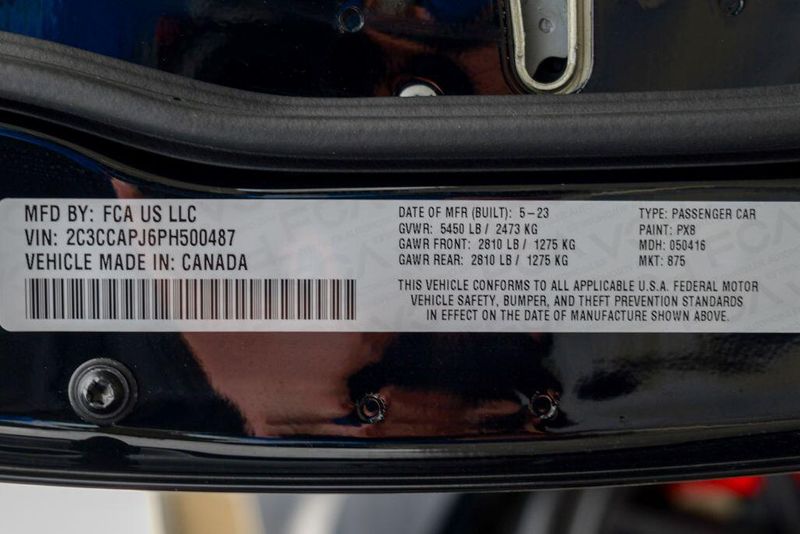 MFD BY: FCA US LLC
VIN: 2C3CCAPJ6PH500487
VEHICLE MADE IN: CANADA
DATE OF MFR (BUILT): 5-23
GVWR: 5450 LB / 2473 KG
GAWR FRONT: 2810 LB / 1275 KG
GAWR REAR: 2810 LB / 1275 KG
TYPE: PASSENGER CAR
PAINT: PX8
MDH: 050416
MKT: 875
THIS VEHICLE CONFORMS TO ALL APPLICABLE U.S.A. FEDERAL MOTOR
VEHICLE SAFETY, BUMPER, AND THEFT PREVENTION STANDARDS
IN EFFECT ON THE DATE OF MANUFACTURE SHOWN ABOVE.